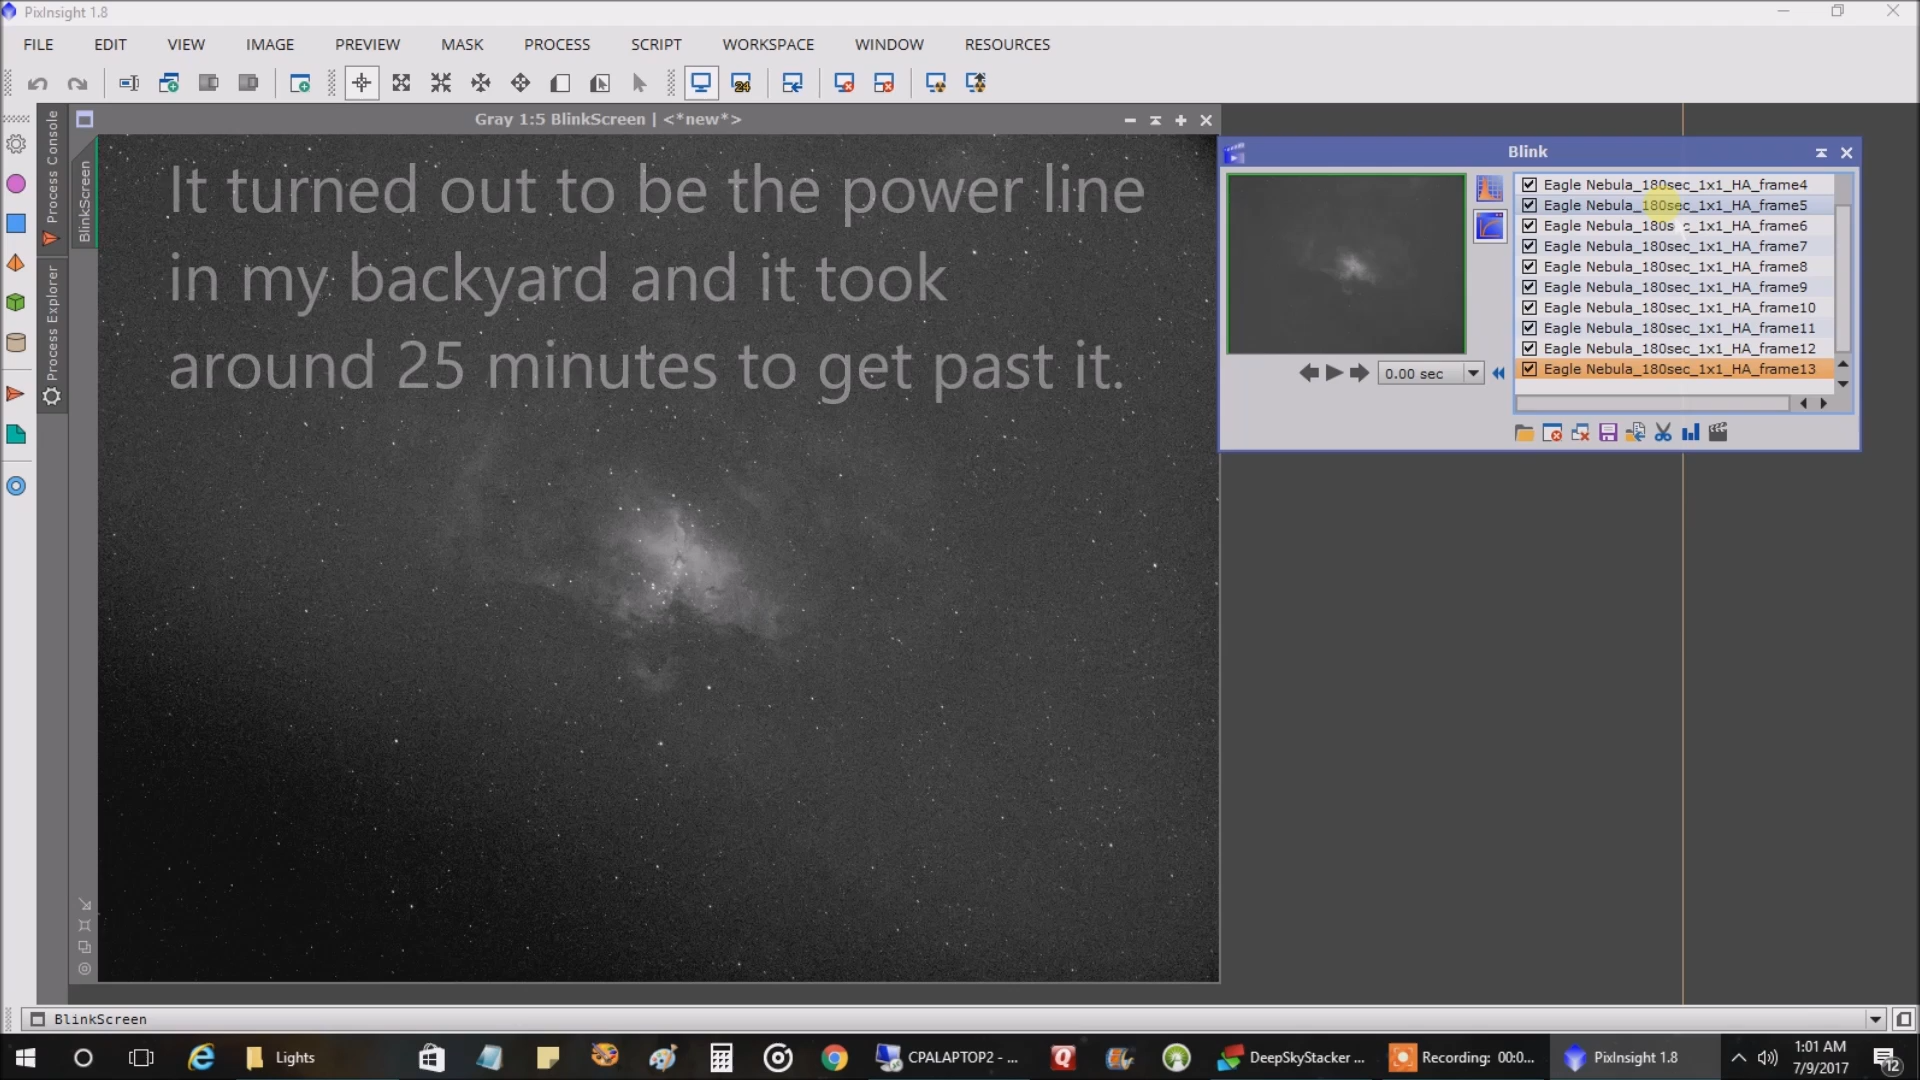 PixInsight 1.8
FILE EDIT VIEW IMAGE PREVIEW MASK PROCESS SCRIPT WORKSPACE WINDOW RESOURCES
24
Process Console
Process Explorer
BlinkScreen
Gray 1:5 BlinkScreen | <*new*>
It turned out to be the power line
in my backyard and it took
around 25 minutes to get past it.
Blink
Eagle Nebula_180sec_1x1_HA_frame4
Eagle Nebula_180sec_1x1_HA_frame5
Eagle Nebula_180sec_1x1_HA_frame6
Eagle Nebula_180sec_1x1_HA_frame7
Eagle Nebula_180sec_1x1_HA_frame8
Eagle Nebula_180sec_1x1_HA_frame9
Eagle Nebula_180sec_1x1_HA_frame10
Eagle Nebula_180sec_1x1_HA_frame11
Eagle Nebula_180sec_1x1_HA_frame12
Eagle Nebula_180sec_1x1_HA_frame13
0.00 sec
BlinkScreen
Lights
CPALAPTOP2 - ...
DeepSkyStacker ...
Recording: 00:0...
PixInsight 1.8
1:01 AM
7/9/2017
12